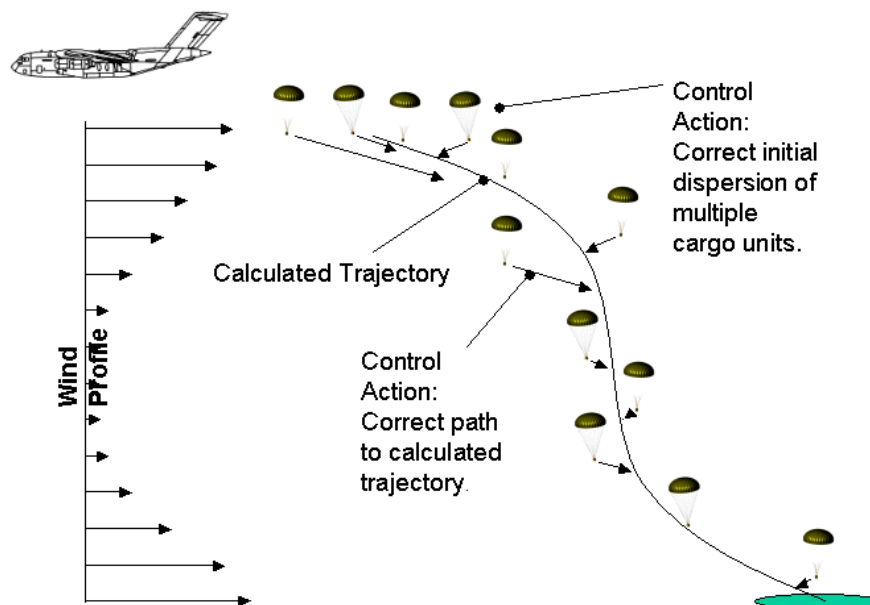 Control
Action:
Correct initial
dispersion of
multiple
cargo units.
Calculated Trajectory
Wind
Profile
Control
Action:
Correct path
to calculated
trajectory.